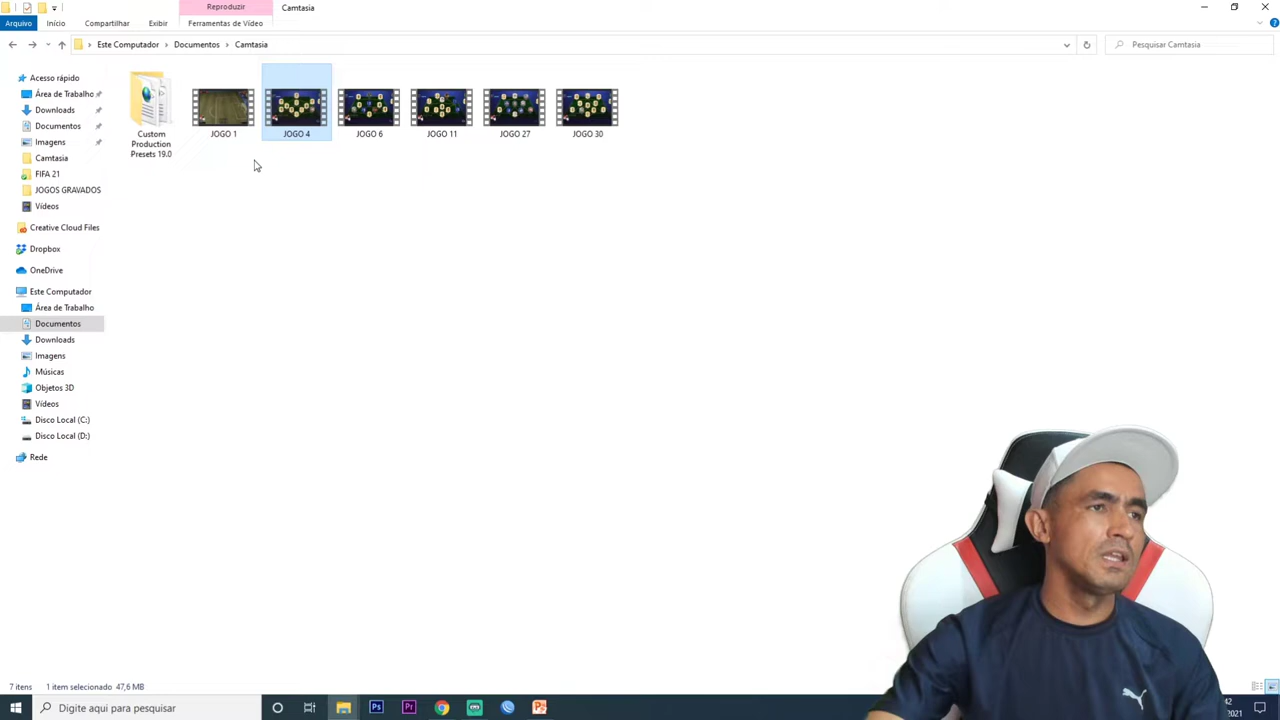 Reproduzir
Camtasia
Arquivo
Início
Compartilhar
Exibir
Ferramentas de Vídeo
Este Computador
Documentos
Camtasia
Pesquisar Camtasia
Acesso rápido
Área de Trabalho
Downloads
Documentos
Imagens
Camtasia
FIFA 21
JOGOS GRAVADOS
Vídeos
Creative Cloud Files
Dropbox
OneDrive
Este Computador
Área de Trabalho
Documentos
Downloads
Imagens
Músicas
Objetos 3D
Vídeos
Disco Local (C:)
Disco Local (D:)
Rede
Custom
Production
Presets 19.0
JOGO 1
JOGO 4
JOGO 6
JOGO 11
JOGO 27
JOGO 30
7 itens
1 item selecionado 47,6 MB
Digite aqui para pesquisar
Ps
Pr
42
2021